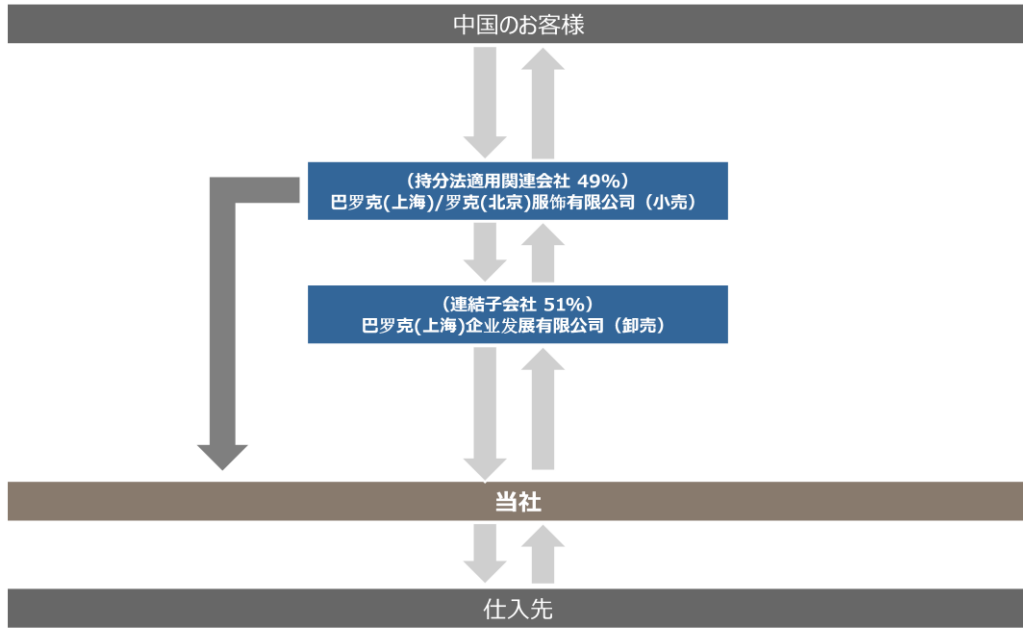 中国のお客様
（持分法適用関連会社 49%）
巴罗克(上海)/罗克(北京)服饰有限公司（小売）
（連結子会社 51%）
巴罗克(上海)企业发展有限公司（卸売）
当社
仕入先